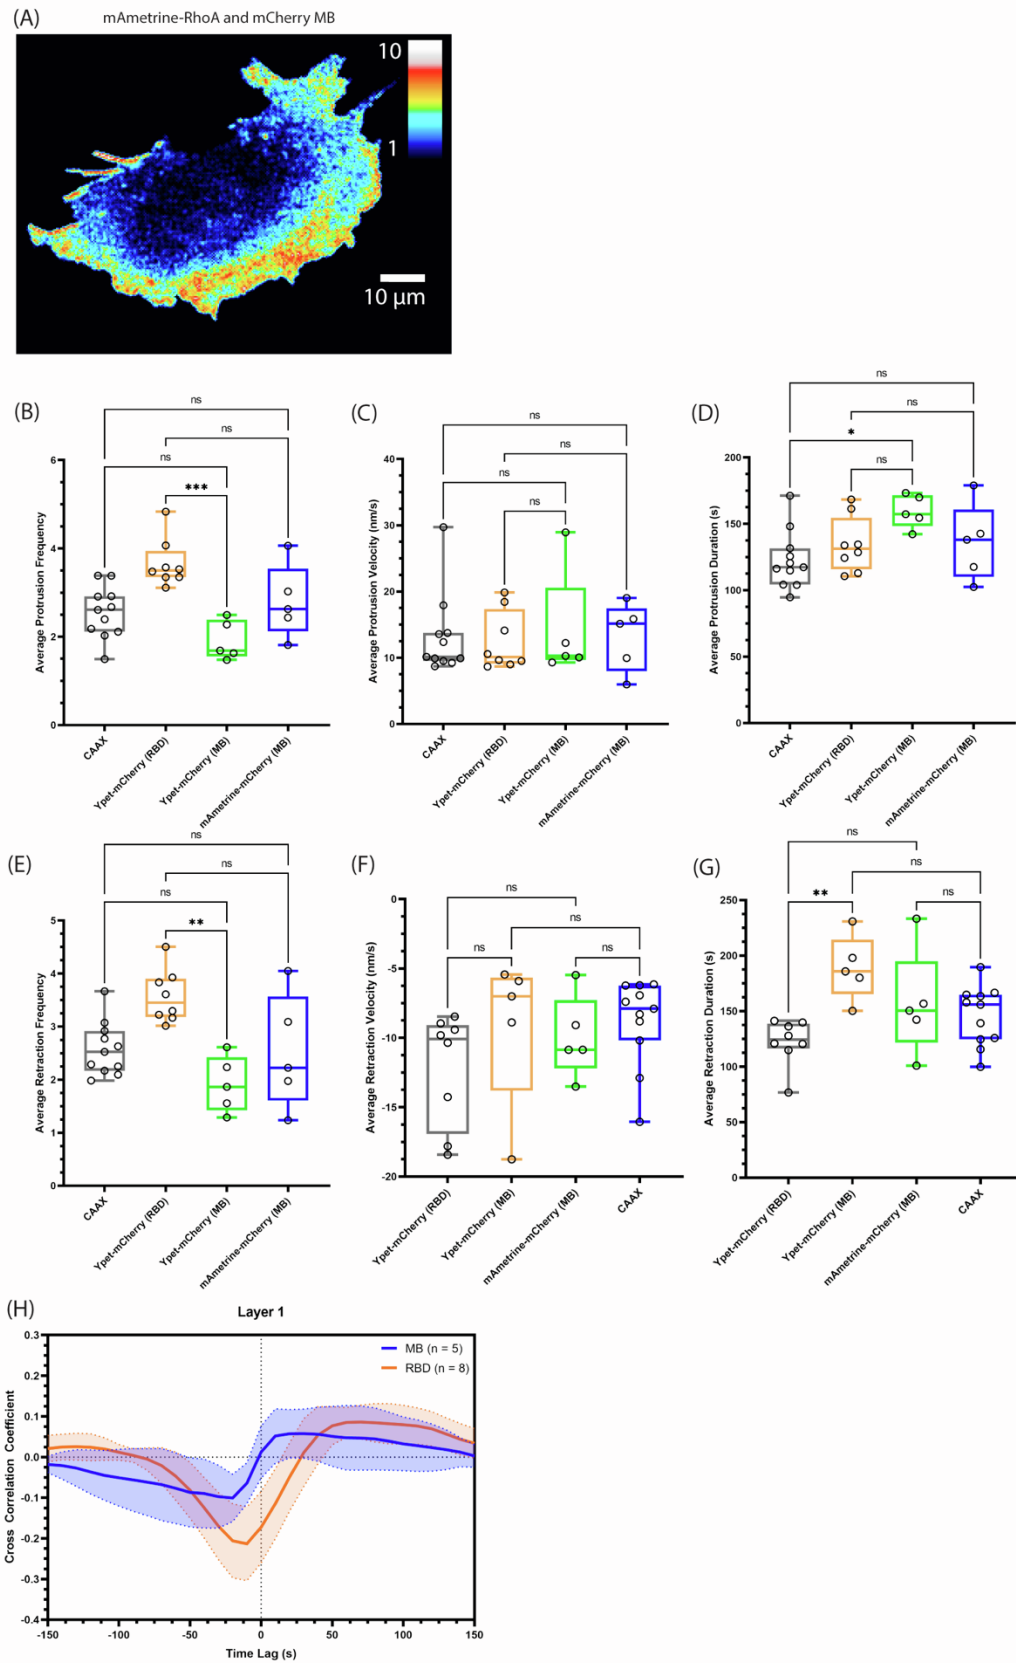 (A)
mAmetrine-RhoA and mCherry MB
10
1
10 µm
(B)
ns
ns
ns
***
Average Protrusion Frequency
6
4
2
0
CAAX
Ypet-mCherry (RBD)
Ypet-mCherry (MB)
mAmetrine-mCherry (MB)
(C)
ns
ns
ns
ns
Average Protrusion Velocity (nm/s)
40
30
20
10
0
CAAX
Ypet-mCherry (RBD)
Ypet-mCherry (MB)
mAmetrine-mCherry (MB)
(D)
ns
ns
*
ns
Average Protrusion Duration (s)
200
150
100
50
0
CAAX
Ypet-mCherry (RBD)
Ypet-mCherry (MB)
mAmetrine-mCherry (MB)
(E)
ns
ns
ns
**
Average Retraction Frequency
5
4
3
2
1
0
CAAX
Ypet-mCherry (RBD)
Ypet-mCherry (MB)
mAmetrine-mCherry (MB)
(F)
ns
ns
ns
ns
Average Retraction Velocity (nm/s)
0
-5
-10
-15
-20
Ypet-mCherry (RBD)
Ypet-mCherry (MB)
mAmetrine-mCherry (MB)
CAAX
(G)
ns
ns
**
ns
Average Retraction Duration (s)
250
200
150
100
50
0
Ypet-mCherry (RBD)
Ypet-mCherry (MB)
mAmetrine-mCherry (MB)
CAAX
(H)
Layer 1
MB (n = 5)
RBD (n = 8)
Cross Correlation Coefficient
0.3
0.2
0.1
0.0
-0.1
-0.2
-0.3
-0.4
-150
-100
-50
0
50
100
150
Time Lag (s)